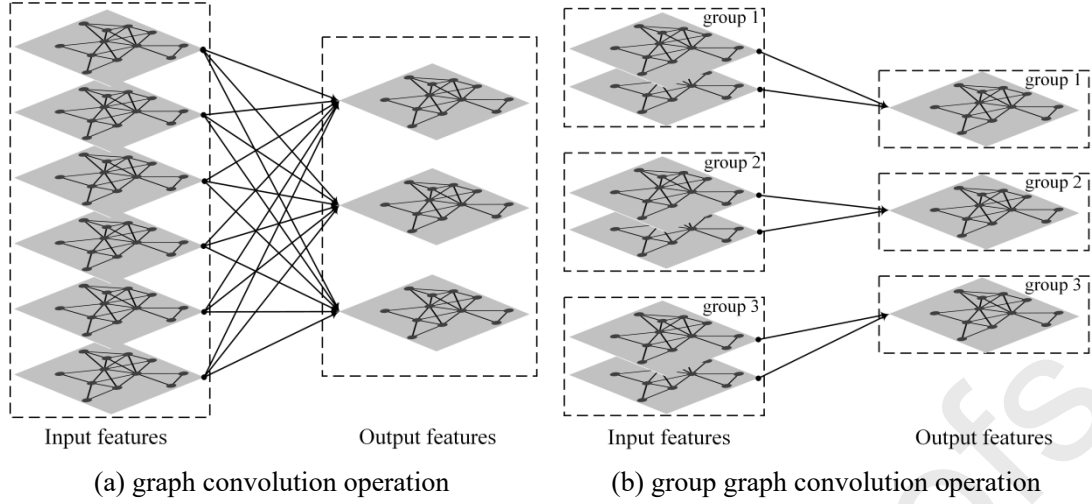 group 1
group 1
group 2
group 2
group 3
group 3
Input features
Output features
Input features
Output features
(a) graph convolution operation
(b) group graph convolution operation